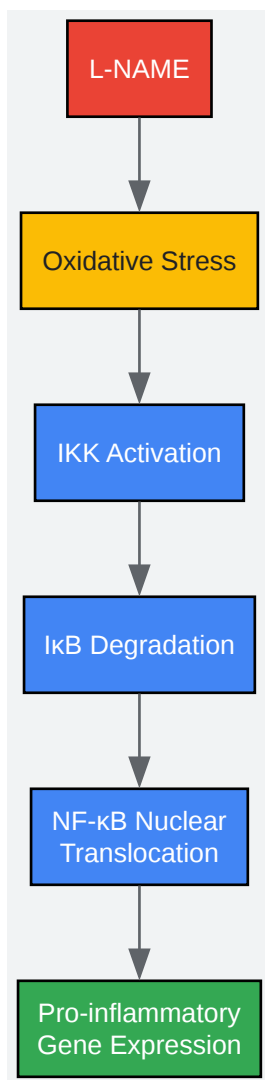 L-NAME
Oxidative Stress
IKK Activation
IκB Degradation
NF-κB Nuclear
Translocation
Pro-inflammatory
Gene Expression